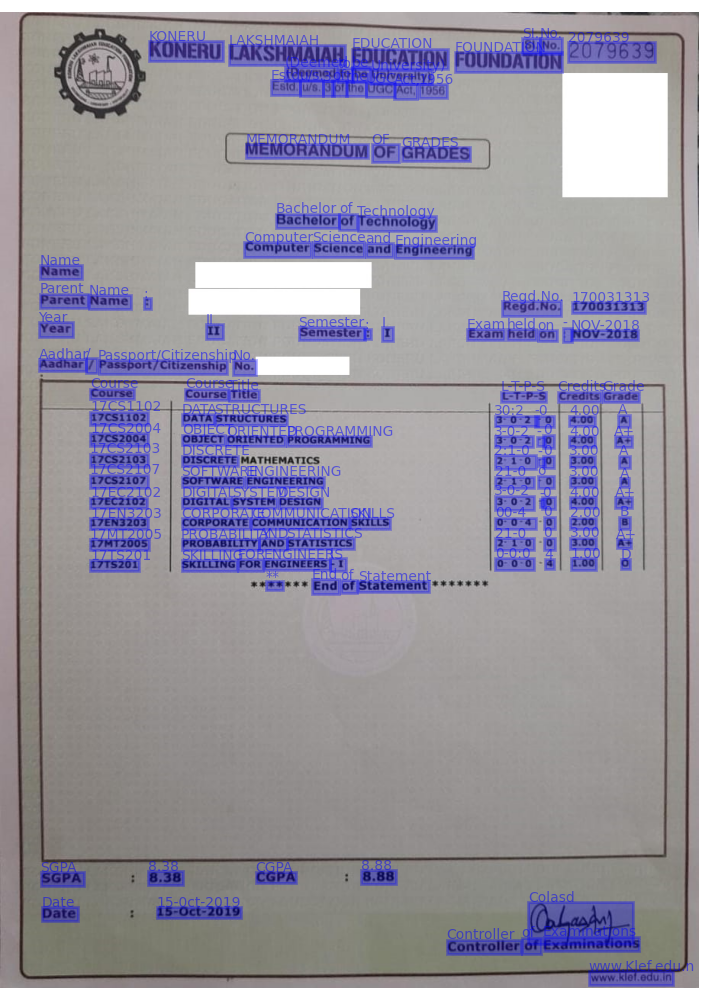 KONERU LAKSHMAIAH EDUCATION FOUNDATION Sl.No. 2079639
(Deemed to be University)
Estd. u/s. 3 of the UGC Act, 1956
MEMORANDUM OF GRADES
Bachelor of Technology
Computer Science and Engineering
Name
Parent Name :
Regd.No. 170031313
Year II Semester : I Exam held on : NOV-2018
Aadhar / Passport/Citizenship No.
Course Course Title L-T-P-S Credits Grade
17CS1102 DATA STRUCTURES 3-0-2-0 4.00 A
17CS2004 OBJECT ORIENTED PROGRAMMING 3-0-2-0 4.00 A+
17CS2103 DISCRETE MATHEMATICS 2-1-0-0 3.00 A
17CS2107 SOFTWARE ENGINEERING 2-1-0-0 3.00 A
17EC2102 DIGITAL SYSTEM DESIGN 3-0-2-0 4.00 A+
17EN3203 CORPORATE COMMUNICATION SKILLS 0-0-4-0 2.00 B
17MT2005 PROBABILITY AND STATISTICS 2-1-0-0 3.00 A+
17TS201 SKILLING FOR ENGINEERS - I 0-0-0-4 1.00 O
******* End of Statement *******
SGPA : 8.38 CGPA : 8.88
Date : 15-Oct-2019
Controller of Examinations
www.klef.edu.in